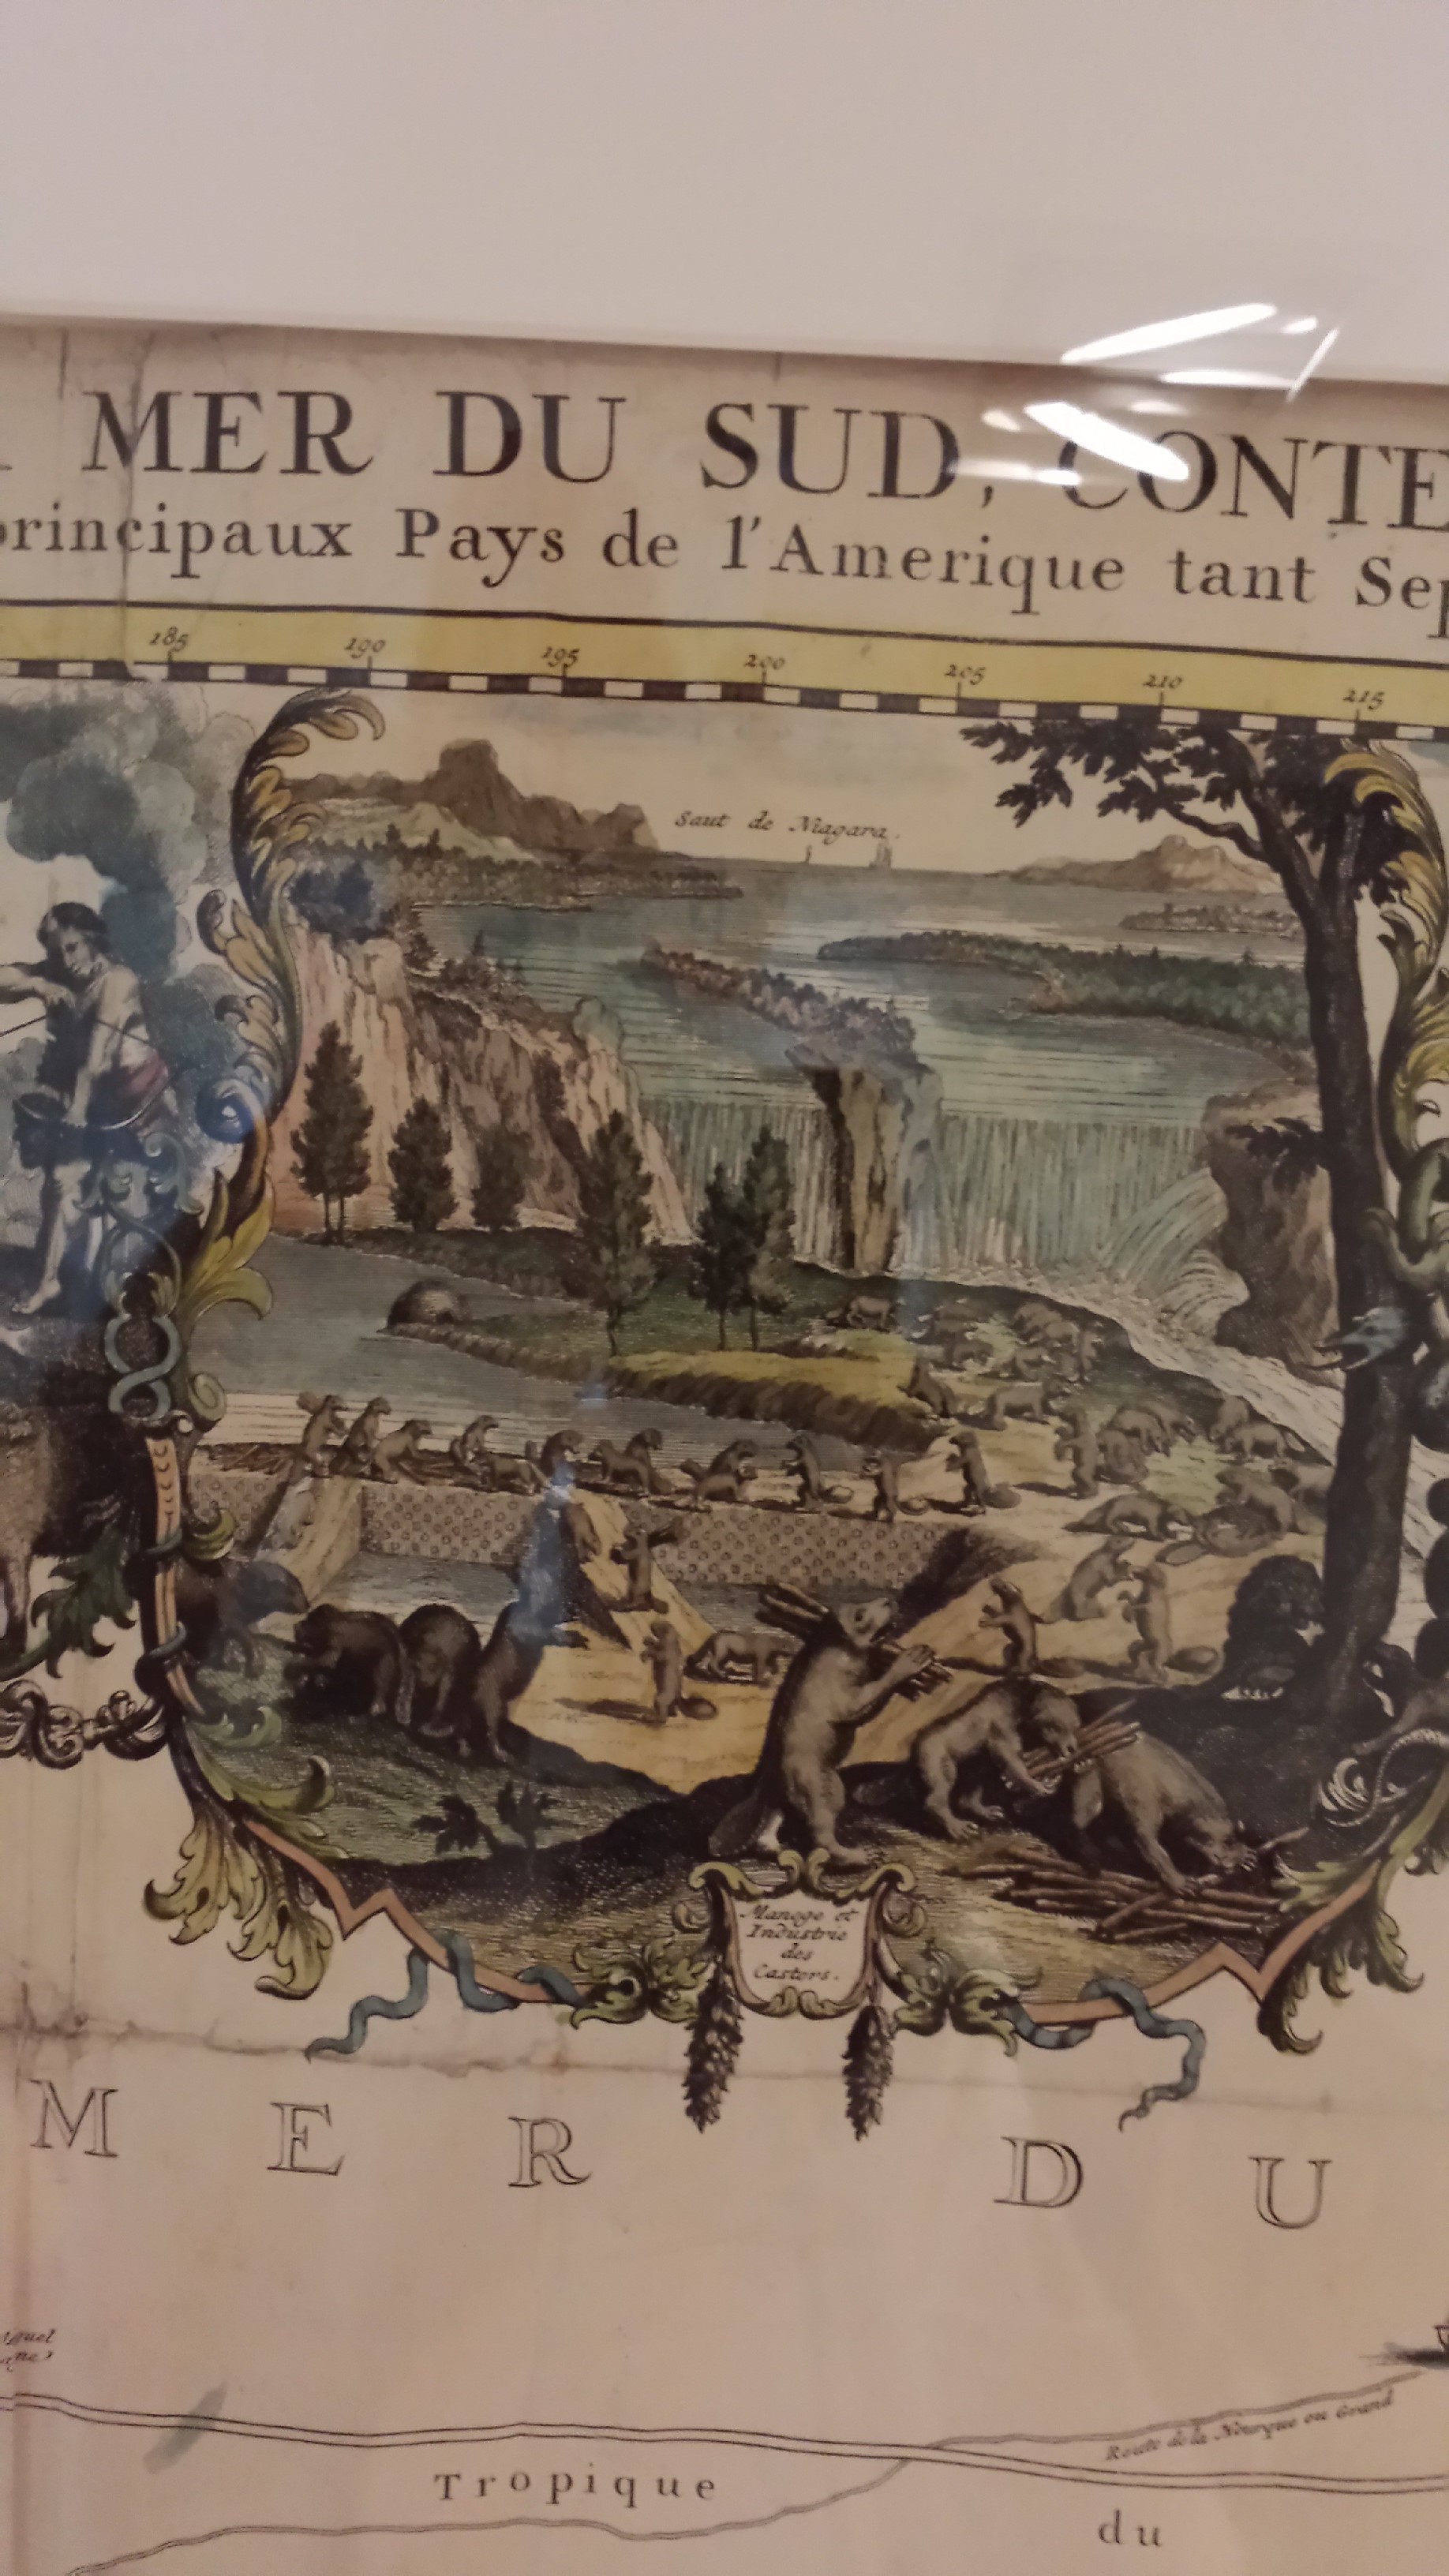 MER DU SUD, CONTE
principaux Pays de l'Amerique tant Sep
185 190 195 200 205 210 215
Saut de Niagara.
Manege et
Industrie
des
Castors.
M E R D U
Route de la Nourque ou Grand
Tropique
du